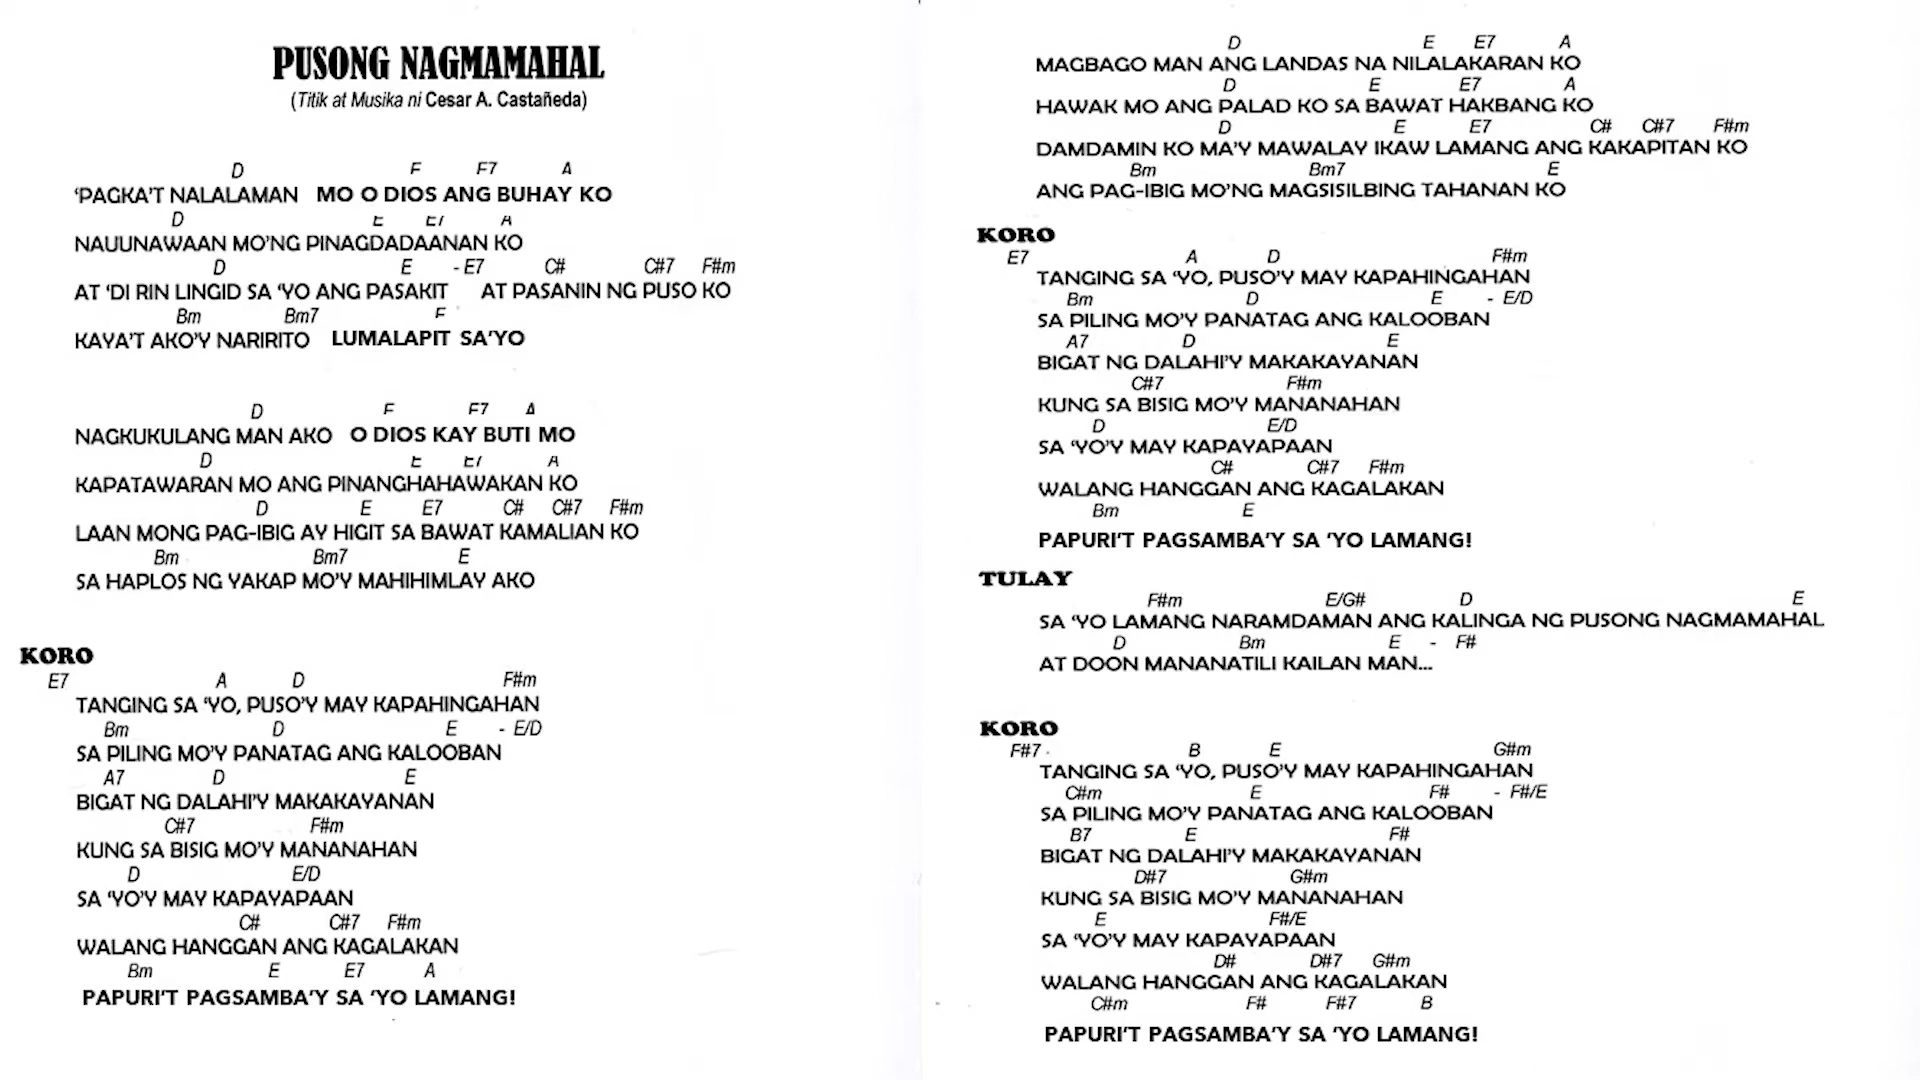 PUSONG NAGMAMAHAL
(Titik at Musika ni Cesar A. Castañeda)
D E E7 A
‘PAGKA’T NALALAMAN MO O DIOS ANG BUHAY KO
D E E7 A
NAUUNAWAAN MO’NG PINAGDADAANAN KO
D E - E7 C# C#7 F#m
AT ‘DI RIN LINGID SA ‘YO ANG PASAKIT AT PASANIN NG PUSO KO
Bm Bm7 E
KAYA’T AKO’Y NARIRITO LUMALAPIT SA’YO
D E E7 A
NAGKUKULANG MAN AKO O DIOS KAY BUTI MO
D E E7 A
KAPATAWARAN MO ANG PINANGHAHAWAKAN KO
D E E7 C# C#7 F#m
LAAN MONG PAG-IBIG AY HIGIT SA BAWAT KAMALIAN KO
Bm Bm7 E
SA HAPLOS NG YAKAP MO’Y MAHIHIMLAY AKO
KORO
E7 A D F#m
TANGING SA ‘YO, PUSO’Y MAY KAPAHINGAHAN
Bm D E - E/D
SA PILING MO’Y PANATAG ANG KALOOBAN
A7 D E
BIGAT NG DALAHI’Y MAKAKAYANAN
C#7 F#m
KUNG SA BISIG MO’Y MANANAHAN
D E/D
SA ‘YO’Y MAY KAPAYAPAAN
C# C#7 F#m
WALANG HANGGAN ANG KAGALAKAN
Bm E E7 A
PAPURI’T PAGSAMBA’Y SA ‘YO LAMANG!
D E E7 A
MAGBAGO MAN ANG LANDAS NA NILALAKARAN KO
D E E7 A
HAWAK MO ANG PALAD KO SA BAWAT HAKBANG KO
D E E7 C# C#7 F#m
DAMDAMIN KO MA’Y MAWALAY IKAW LAMANG ANG KAKAPITAN KO
Bm Bm7 E
ANG PAG-IBIG MO’NG MAGSISILBING TAHANAN KO
KORO
E7 A D F#m
TANGING SA ‘YO, PUSO’Y MAY KAPAHINGAHAN
Bm D E - E/D
SA PILING MO’Y PANATAG ANG KALOOBAN
A7 D E
BIGAT NG DALAHI’Y MAKAKAYANAN
C#7 F#m
KUNG SA BISIG MO’Y MANANAHAN
D E/D
SA ‘YO’Y MAY KAPAYAPAAN
C# C#7 F#m
WALANG HANGGAN ANG KAGALAKAN
Bm E
PAPURI’T PAGSAMBA’Y SA ‘YO LAMANG!
TULAY
F#m E/G# D E
SA ‘YO LAMANG NARAMDAMAN ANG KALINGA NG PUSONG NAGMAMAHAL
D Bm E - F#
AT DOON MANANATILI KAILAN MAN...
KORO
F#7 B E G#m
TANGING SA ‘YO, PUSO’Y MAY KAPAHINGAHAN
C#m E F# - F#/E
SA PILING MO’Y PANATAG ANG KALOOBAN
B7 E F#
BIGAT NG DALAHI’Y MAKAKAYANAN
D#7 G#m
KUNG SA BISIG MO’Y MANANAHAN
E F#/E
SA ‘YO’Y MAY KAPAYAPAAN
D# D#7 G#m
WALANG HANGGAN ANG KAGALAKAN
C#m F# F#7 B
PAPURI’T PAGSAMBA’Y SA ‘YO LAMANG!